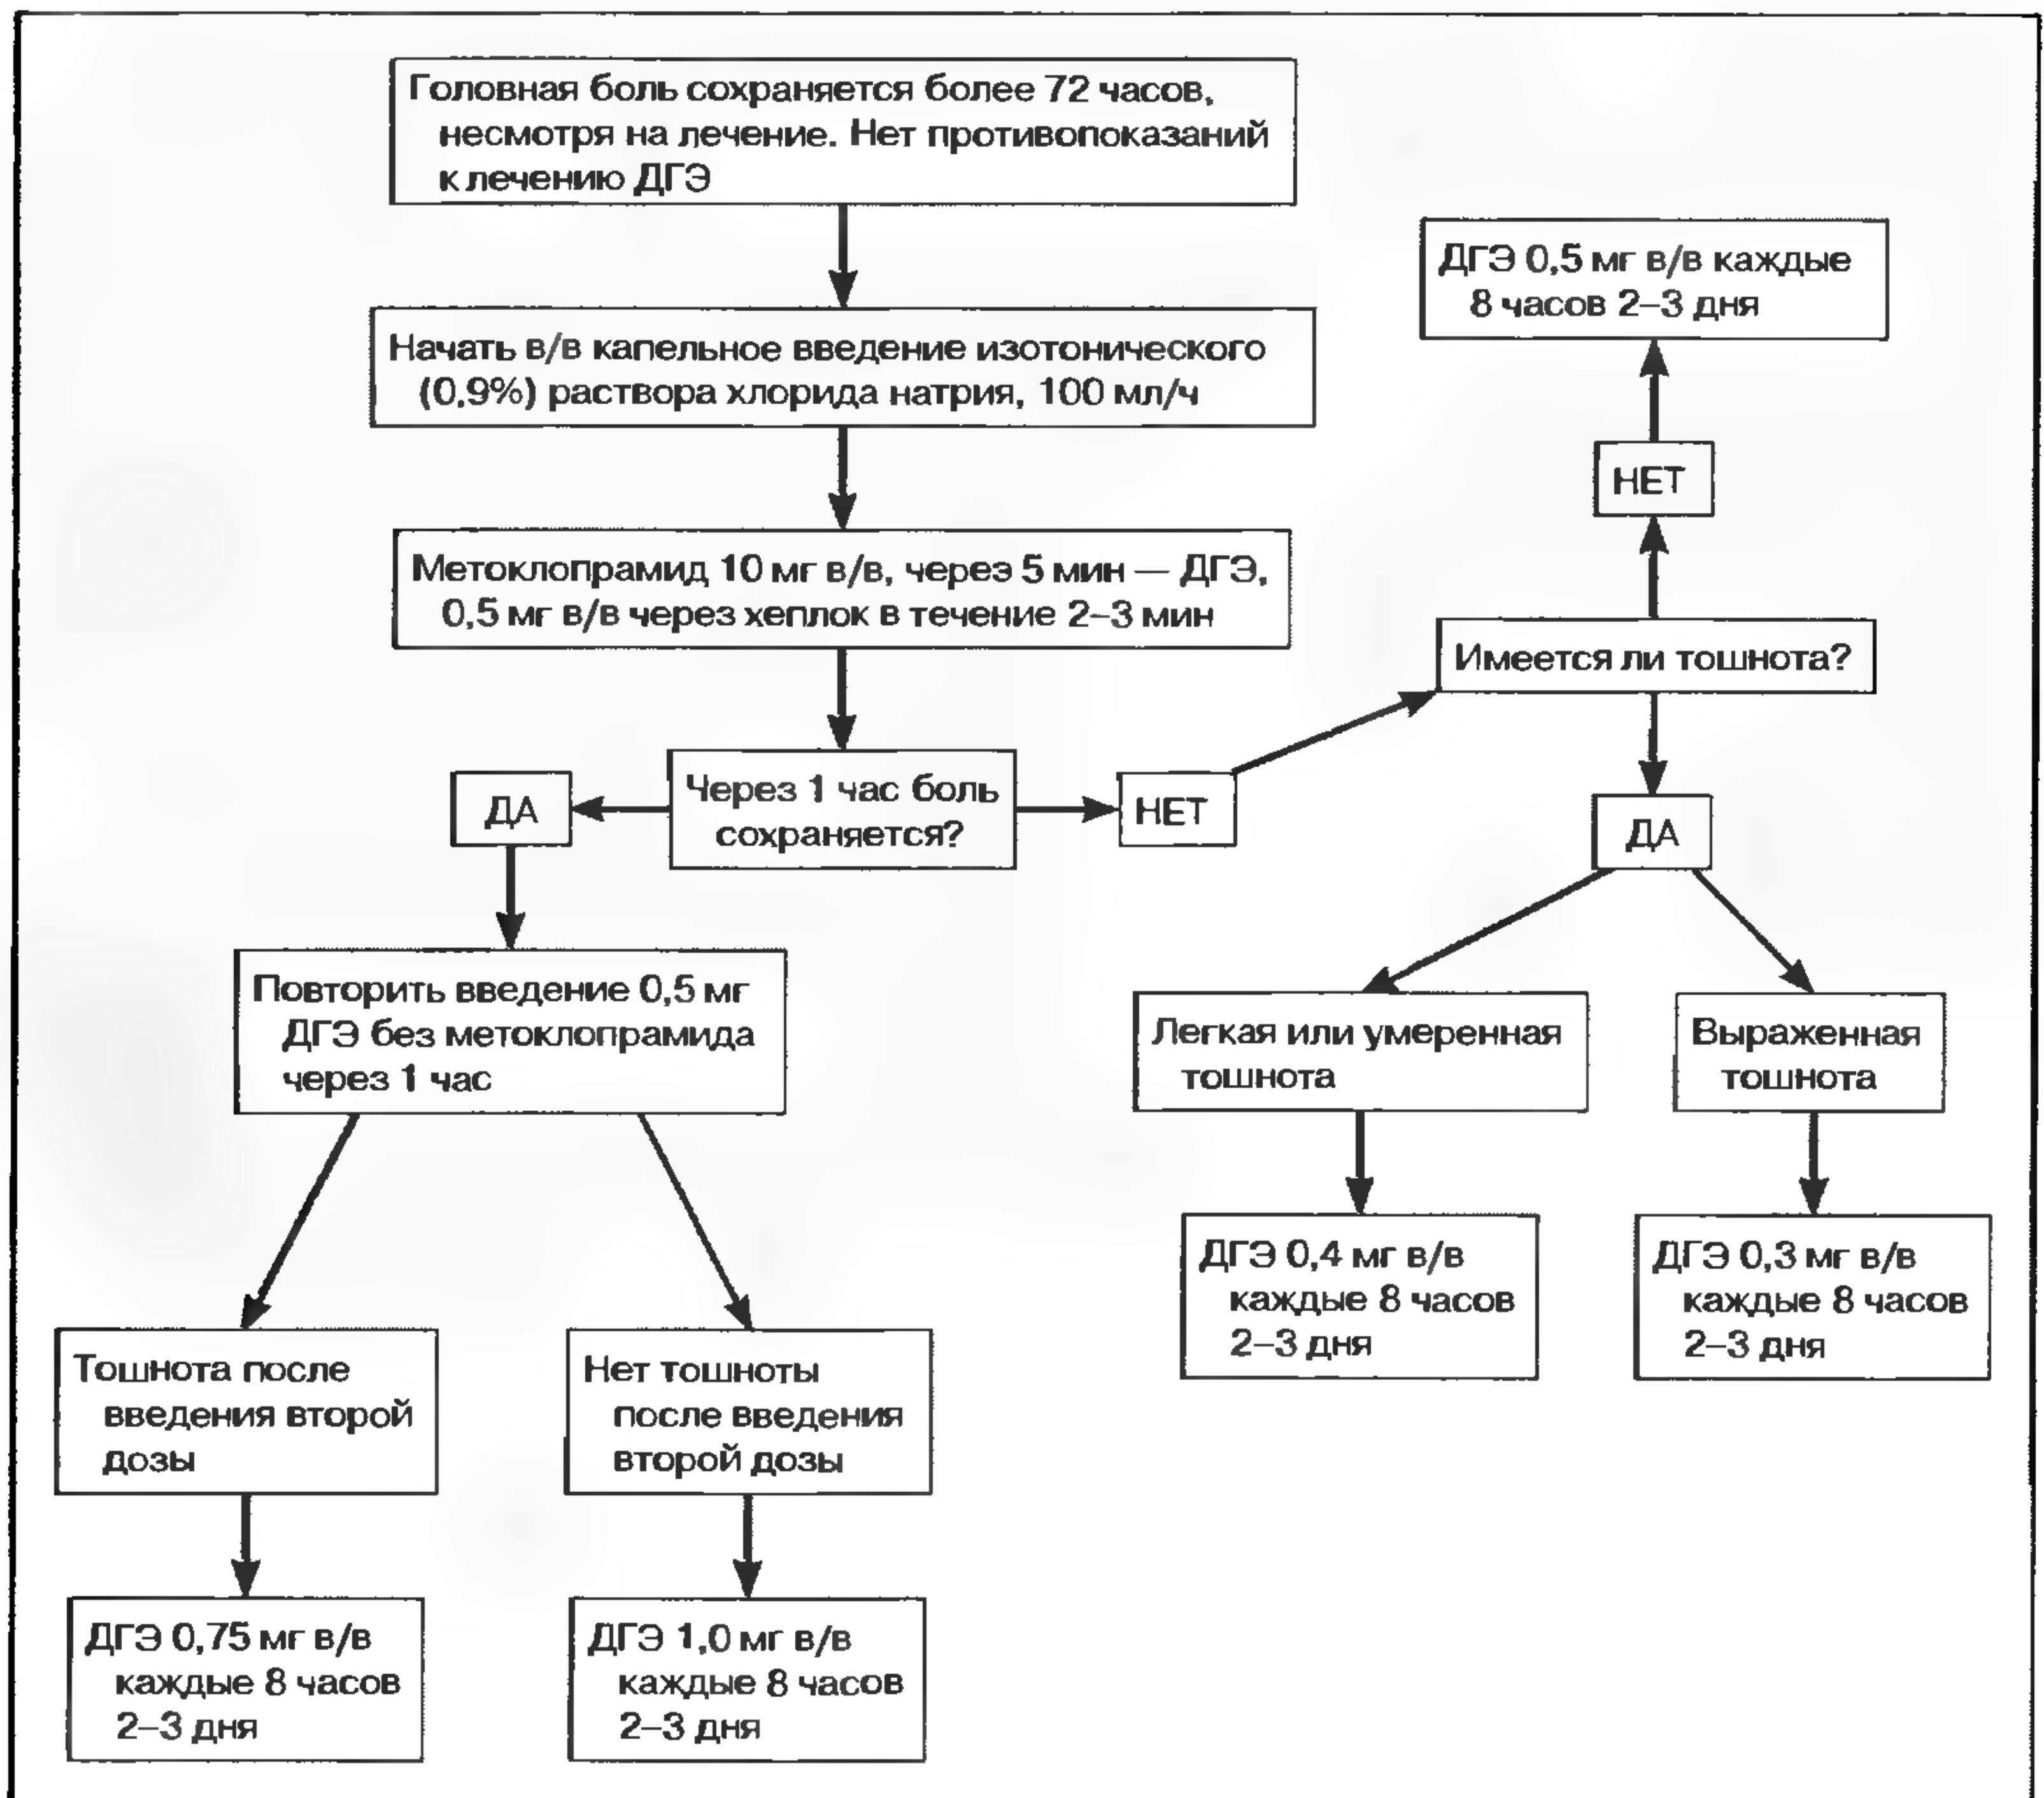 Головная боль сохраняется более 72 часов,
несмотря на лечение. Нет противопоказаний
к лечению ДГЭ
Начать в/в капельное введение изотонического
(0,9%) раствора хлорида натрия, 100 мл/ч
Метоклопрамид 10 мг в/в, через 5 мин — ДГЭ,
0,5 мг в/в через хеплок в течение 2–3 мин
Через 1 час боль
сохраняется?
ДА
НЕТ
Повторить введение 0,5 мг
ДГЭ без метоклопрамида
через 1 час
Тошнота после
введения второй
дозы
Нет тошноты
после введения
второй дозы
ДГЭ 0,75 мг в/в
каждые 8 часов
2–3 дня
ДГЭ 1,0 мг в/в
каждые 8 часов
2–3 дня
ДГЭ 0,5 мг в/в каждые
8 часов 2–3 дня
НЕТ
Имеется ли тошнота?
ДА
Легкая или умеренная
тошнота
Выраженная
тошнота
ДГЭ 0,4 мг в/в
каждые 8 часов
2–3 дня
ДГЭ 0,3 мг в/в
каждые 8 часов
2–3 дня